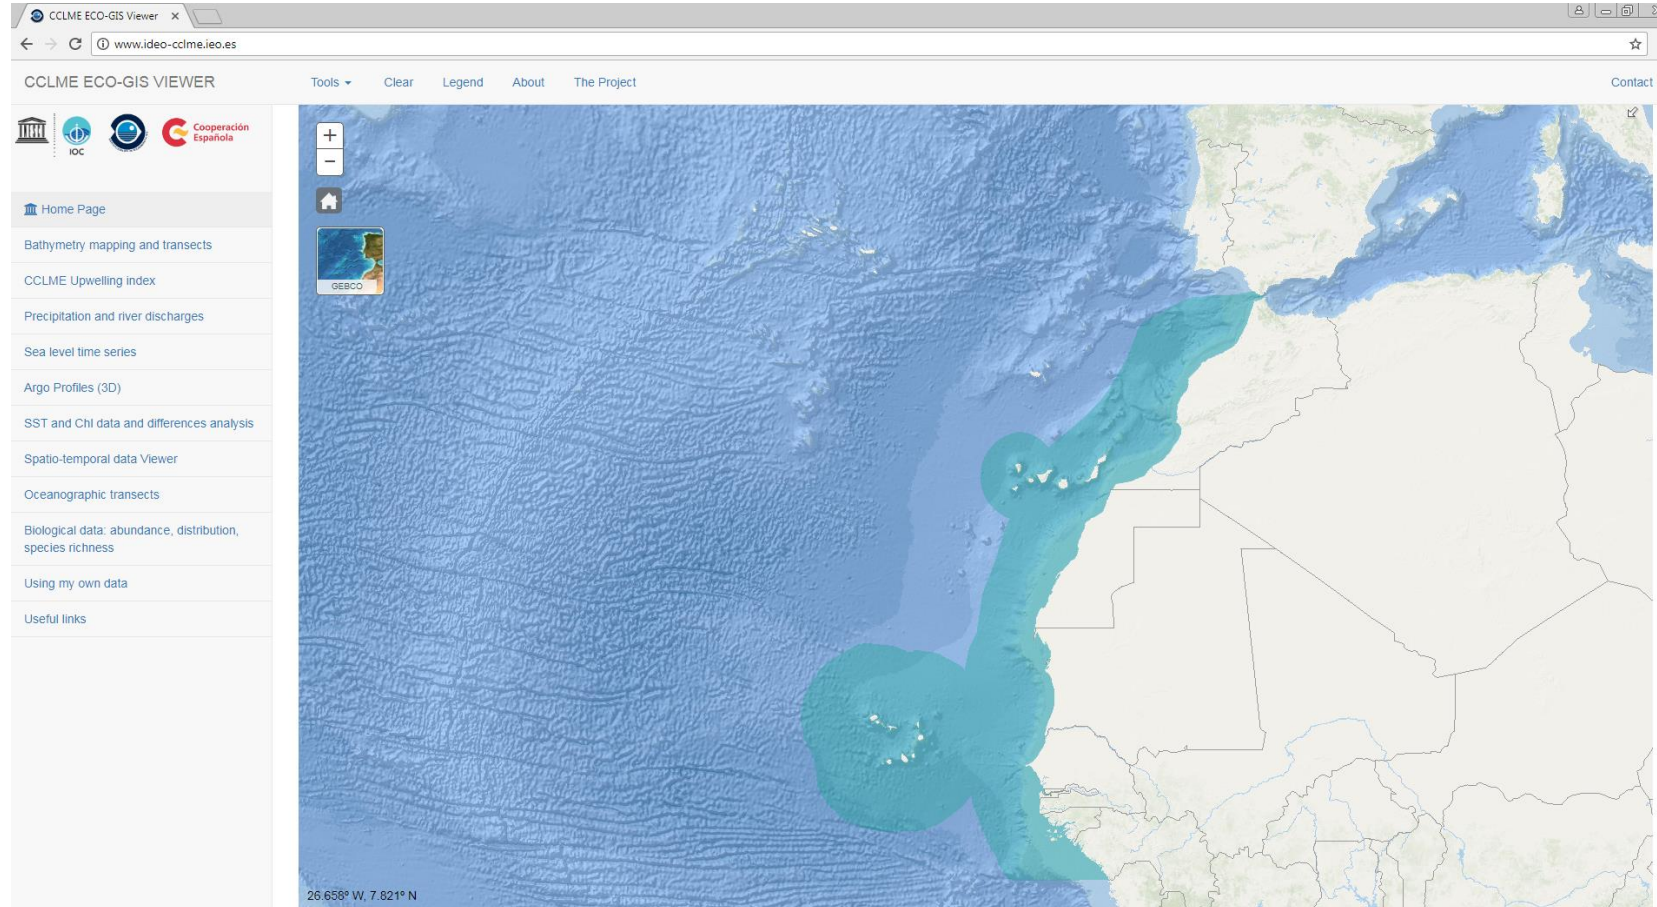 CCLME ECO-GIS Viewer
www.ideo-cclme.ieo.es
CCLME ECO-GIS VIEWER
Tools Clear Legend About The Project Contact
IOC
Cooperación
Española
Home Page
Bathymetry mapping and transects
CCLME Upwelling index
Precipitation and river discharges
Sea level time series
Argo Profiles (3D)
SST and Chl data and differences analysis
Spatio-temporal data Viewer
Oceanographic transects
Biological data: abundance, distribution,
species richness
Using my own data
Useful links
+
−
GEBCO
26.658º W, 7.821º N